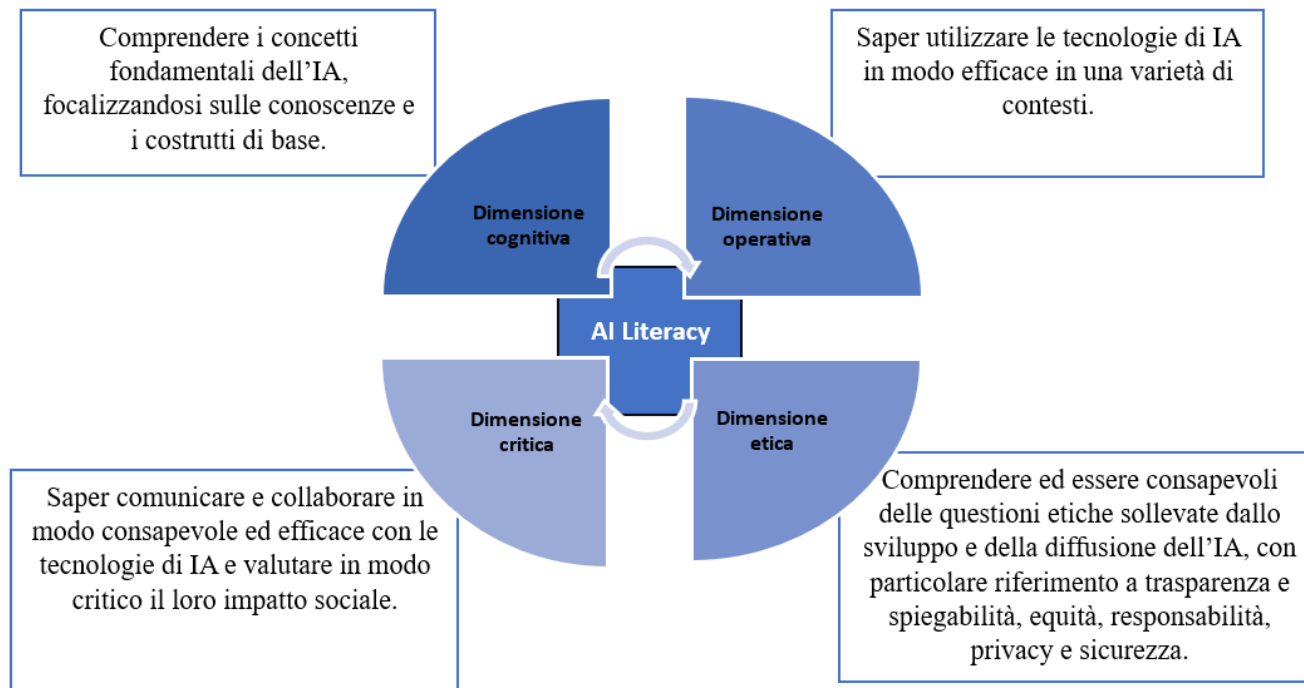 Comprendere i concetti
fondamentali dell’IA,
focalizzandosi sulle conoscenze e
i costrutti di base.
Saper utilizzare le tecnologie di IA
in modo efficace in una varietà di
contesti.
Dimensione
cognitiva
Dimensione
operativa
AI Literacy
Dimensione
critica
Dimensione
etica
Saper comunicare e collaborare in
modo consapevole ed efficace con le
tecnologie di IA e valutare in modo
critico il loro impatto sociale.
Comprendere ed essere consapevoli
delle questioni etiche sollevate dallo
sviluppo e della diffusione dell’IA, con
particolare riferimento a trasparenza e
spiegabilità, equità, responsabilità,
privacy e sicurezza.